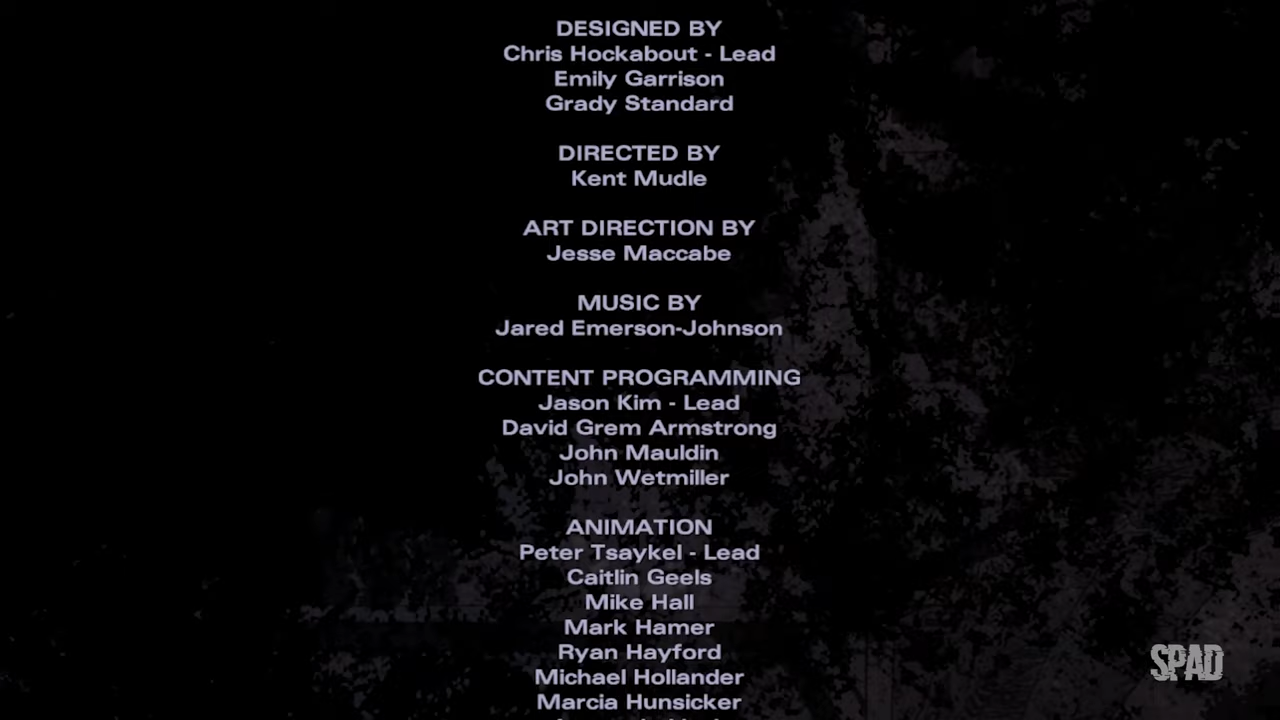 DESIGNED BY
Chris Hockabout - Lead
Emily Garrison
Grady Standard
DIRECTED BY
Kent Mudle
ART DIRECTION BY
Jesse Maccabe
MUSIC BY
Jared Emerson-Johnson
CONTENT PROGRAMMING
Jason Kim - Lead
David Grem Armstrong
John Mauldin
John Wetmiller
ANIMATION
Peter Tsaykel - Lead
Caitlin Geels
Mike Hall
Mark Hamer
Ryan Hayford
Michael Hollander
Marcia Hunsicker
SPAD